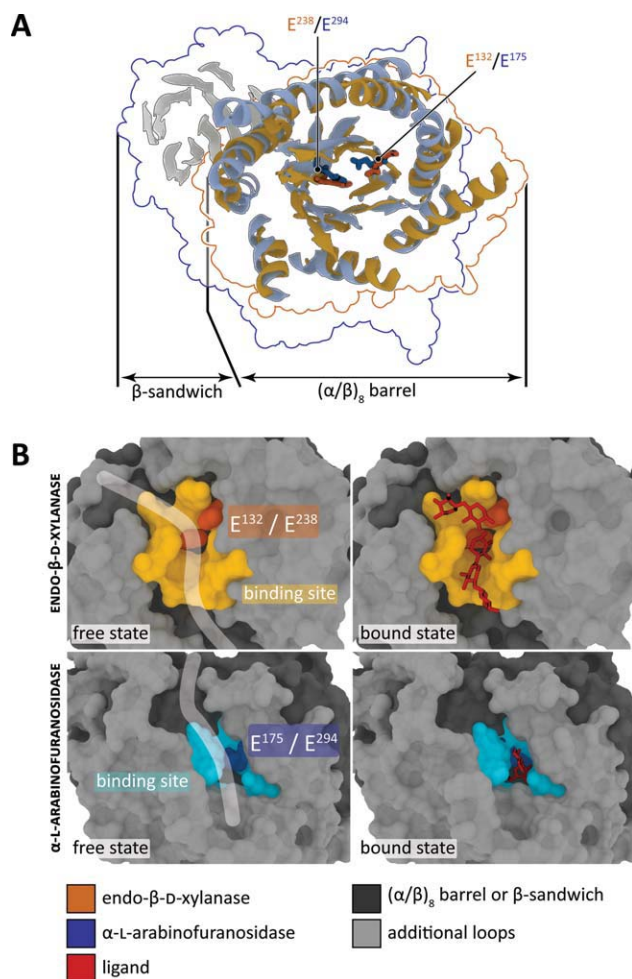 A
E²³⁸/E²⁹⁴
E¹³²/E¹⁷⁵
β-sandwich
(α/β)₈ barrel
B
ENDO-β-D-XYLANASE
E¹³² / E²³⁸
binding site
free state
bound state
α-L-ARABINOFURANOSIDASE
E¹⁷⁵ / E²⁹⁴
binding site
free state
bound state
endo-β-D-xylanase
(α/β)₈ barrel or β-sandwich
α-L-arabinofuranosidase
additional loops
ligand